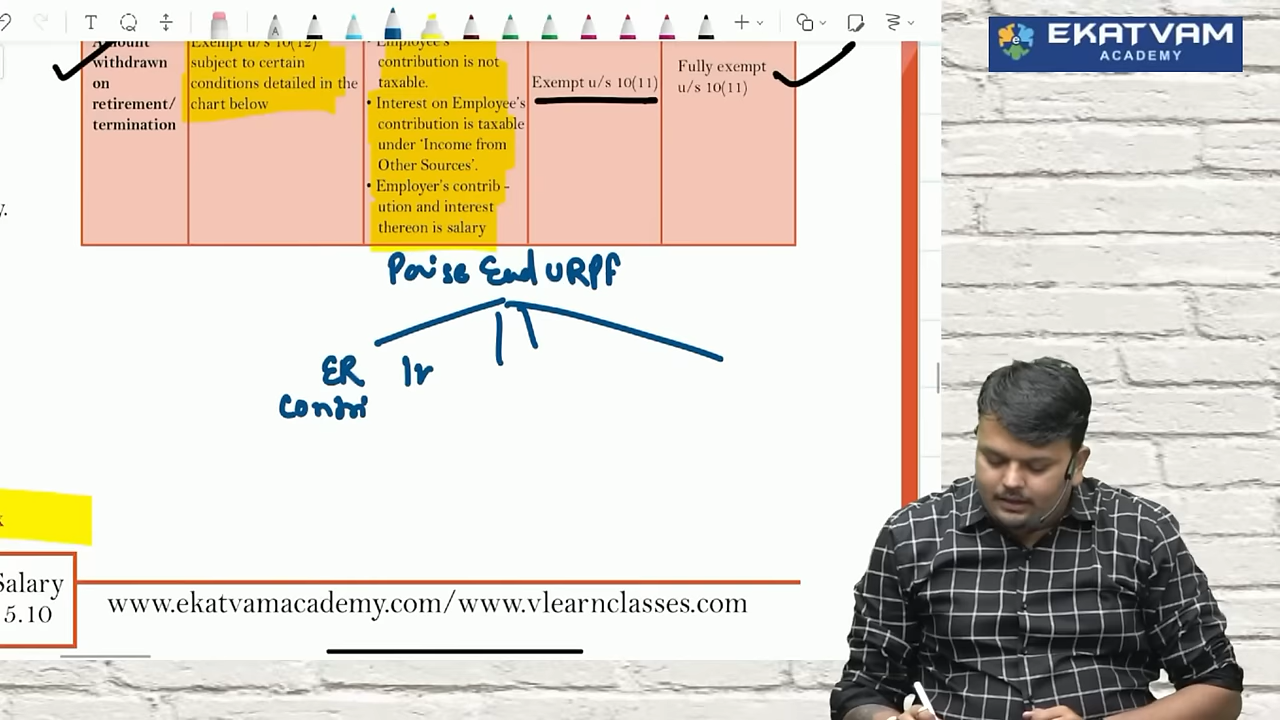 EKATVAM
ACADEMY
Amount
withdrawn
on
retirement/
termination
Exempt u/s 10(12)
subject to certain
conditions detailed in the
chart below
• Employee's
contribution is not
taxable.
• Interest on Employee's
contribution is taxable
under 'Income from
Other Sources'.
• Employer's contrib –
ution and interest
thereon is salary
Exempt u/s 10(11)
Fully exempt
u/s 10(11)
y.
End URPF
ER
Contri
In
x
Salary
5.10
www.ekatvamacademy.com/www.vlearnclasses.com